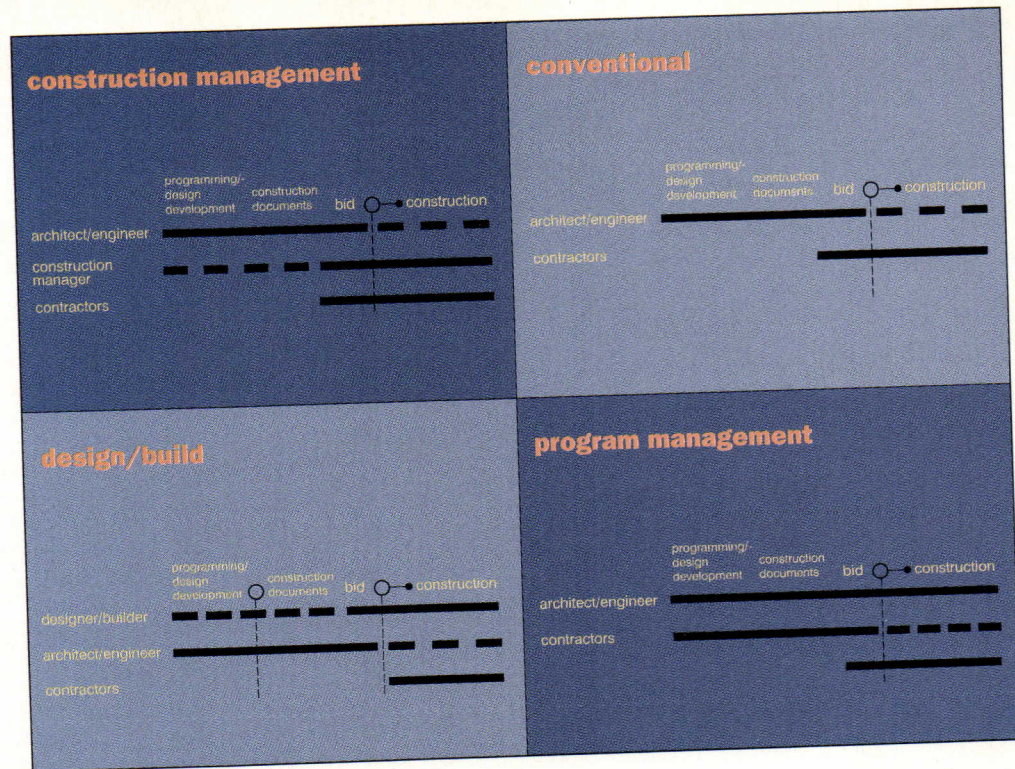 construction management
programming/-
design
development
construction
documents
bid
construction
architect/engineer
construction
manager
contractors
conventional
programming/-
design
development
construction
documents
bid
construction
architect/engineer
contractors
design/build
programming/
design
development
construction
documents
bid
construction
designer/builder
architect/engineer
contractors
program management
programming/-
design
development
construction
documents
bid
construction
architect/engineer
contractors